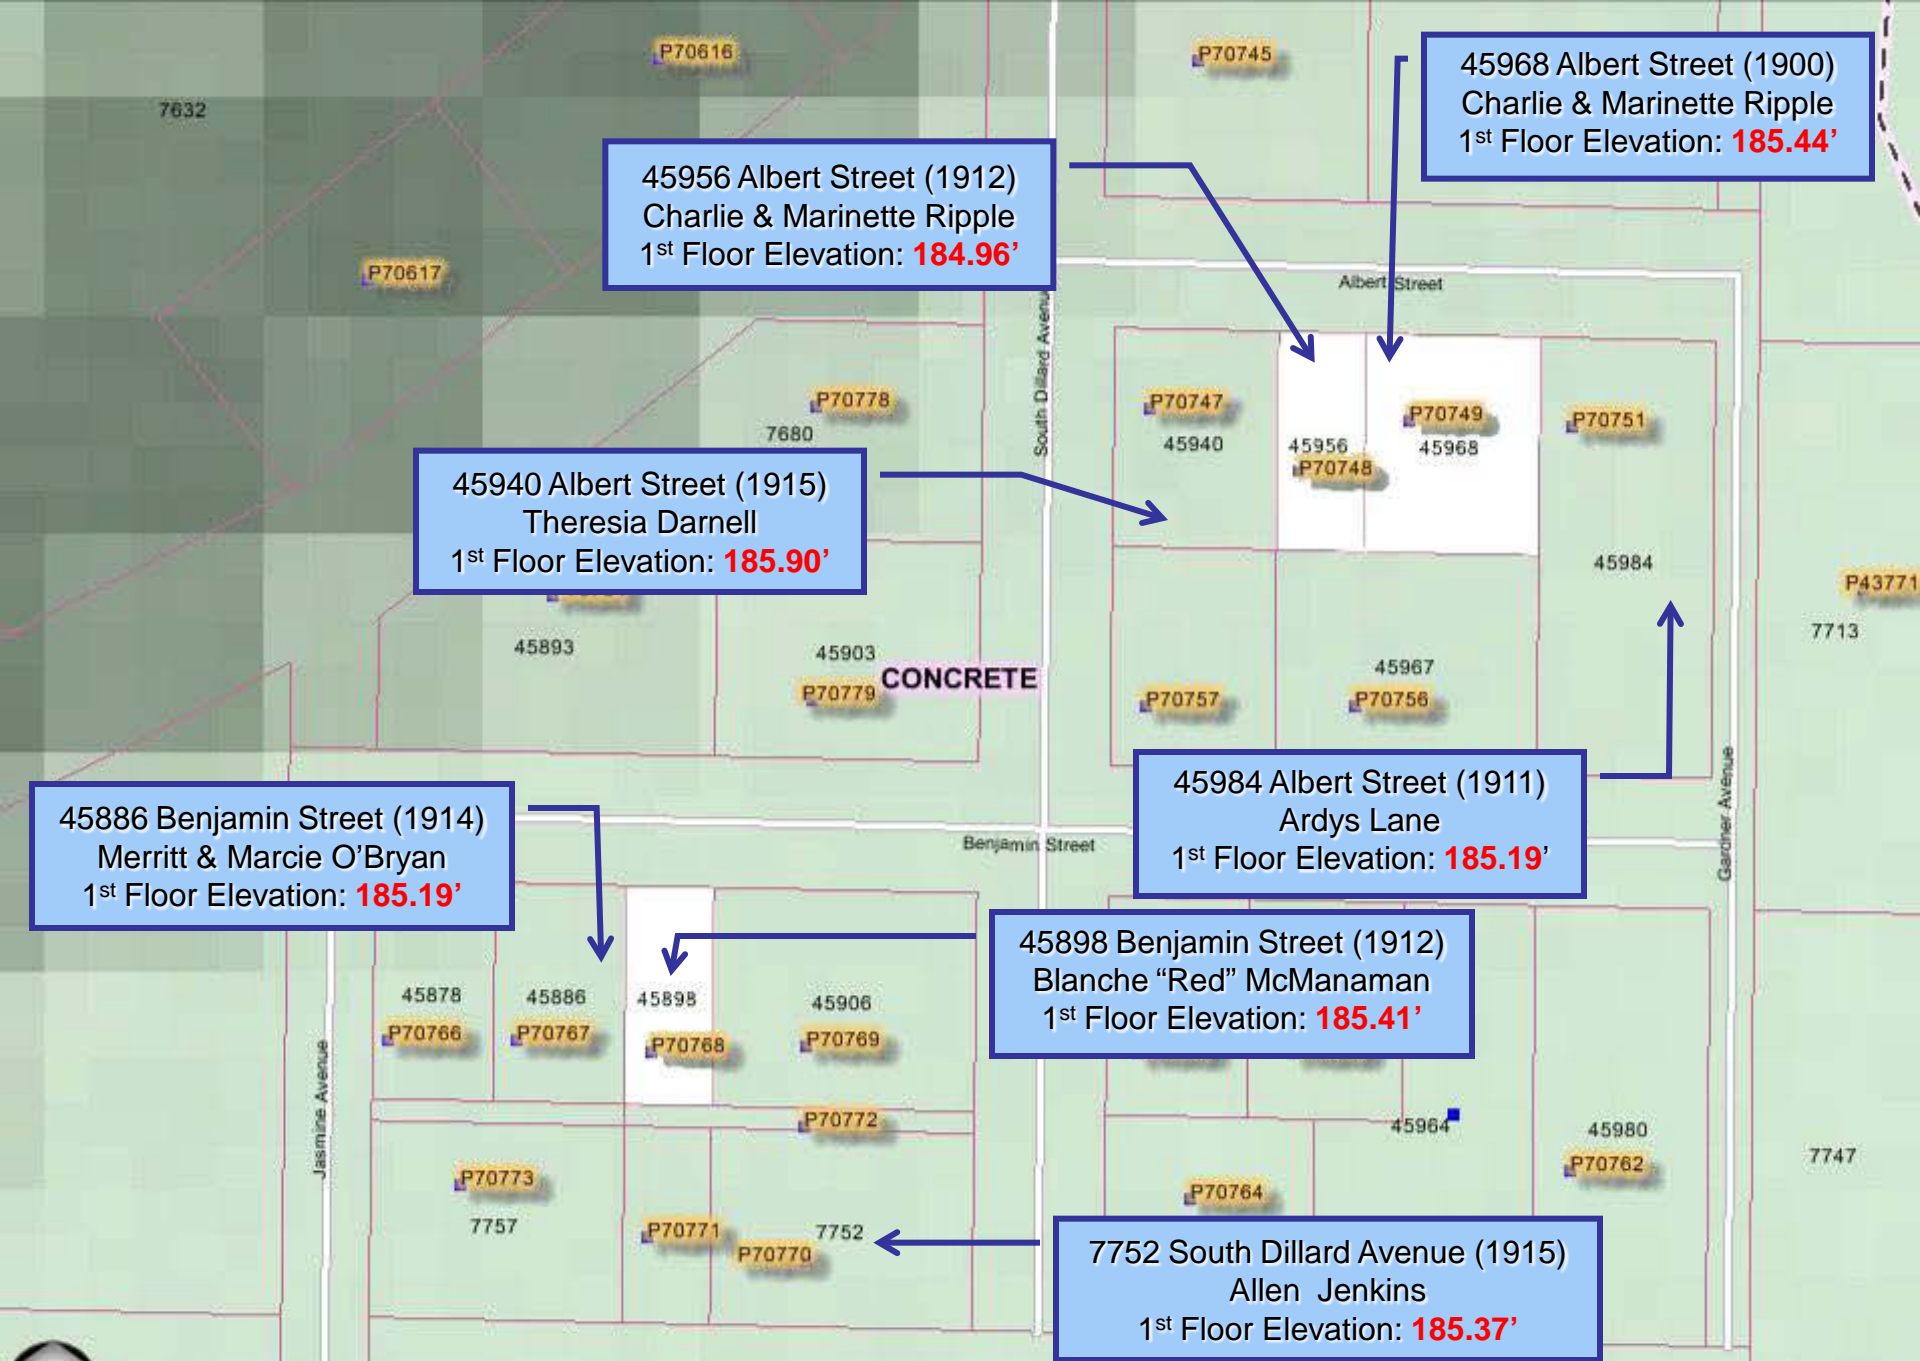 P70616
P70745
7632
45968 Albert Street (1900)
Charlie & Marinette Ripple
1st Floor Elevation: 185.44’
45956 Albert Street (1912)
Charlie & Marinette Ripple
1st Floor Elevation: 184.96’
P70617
Albert Street
South Dillard Avenue
P70778
7680
P70747
45940
45956
P70748
P70749
45968
P70751
45984
45940 Albert Street (1915)
Theresia Darnell
1st Floor Elevation: 185.90’
P43771
7713
45893
45903
P70779
CONCRETE
P70757
45967
P70756
45984 Albert Street (1911)
Ardys Lane
1st Floor Elevation: 185.19’
Gardner Avenue
45886 Benjamin Street (1914)
Merritt & Marcie O’Bryan
1st Floor Elevation: 185.19’
Benjamin Street
45898 Benjamin Street (1912)
Blanche “Red” McManaman
1st Floor Elevation: 185.41’
45878
P70766
45886
P70767
45898
P70768
45906
P70769
Jasmine Avenue
P70772
45964
45980
P70762
7747
P70773
7757
P70771
P70770
7752
P70764
7752 South Dillard Avenue (1915)
Allen Jenkins
1st Floor Elevation: 185.37’